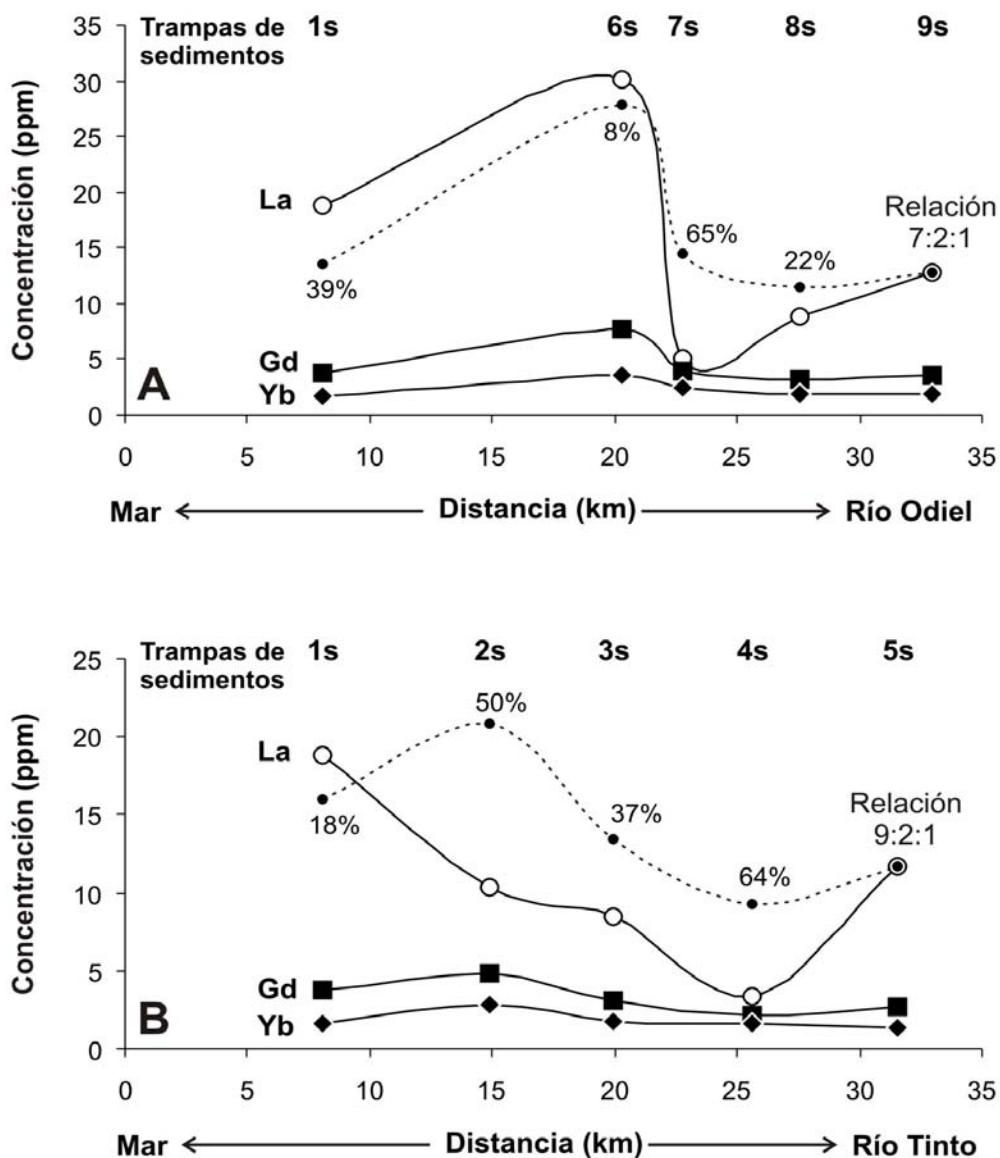 Trampas de sedimentos 1s 6s 7s 8s 9s
35
30
25
20
15
10
5
0
Concentración (ppm)
La
Gd
Yb
39%
8%
65%
22%
Relación
7:2:1
A
0 5 10 15 20 25 30 35
Mar Distancia (km) Río Odiel
Trampas de sedimentos 1s 2s 3s 4s 5s
25
20
15
10
5
0
Concentración (ppm)
La
Gd
Yb
18%
50%
37%
64%
Relación
9:2:1
B
0 5 10 15 20 25 30 35
Mar Distancia (km) Río Tinto